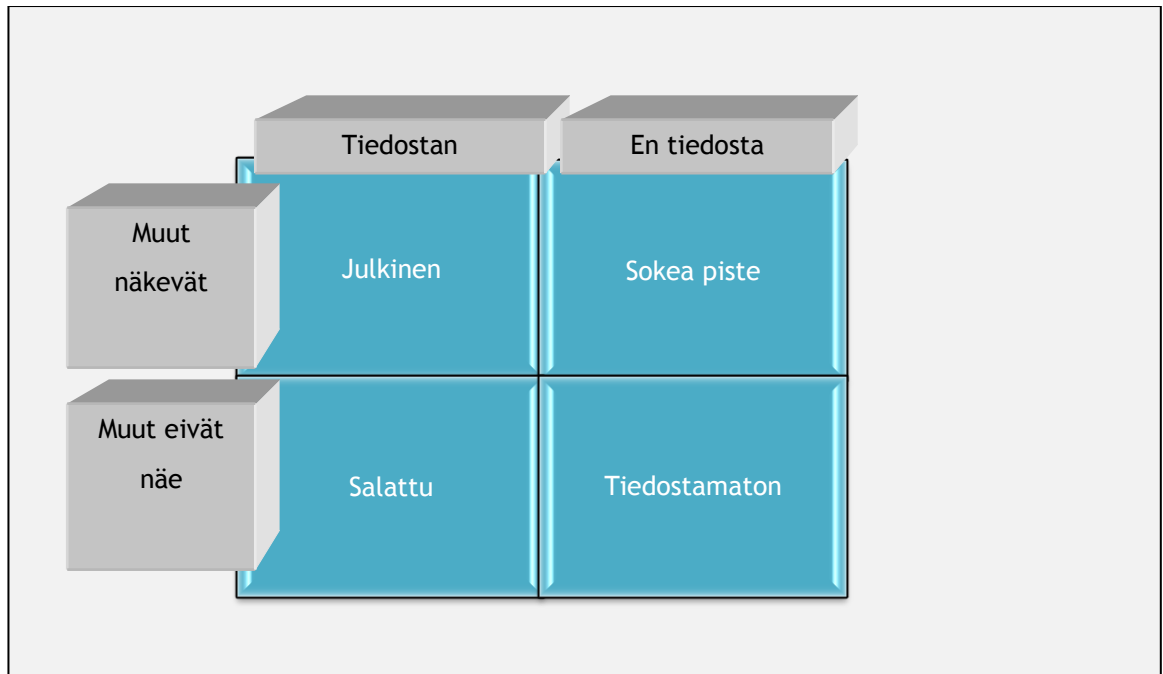 Tiedostan
En tiedosta
Muut
näkevät
Julkinen
Sokea piste
Muut eivät
näe
Salattu
Tiedostamaton